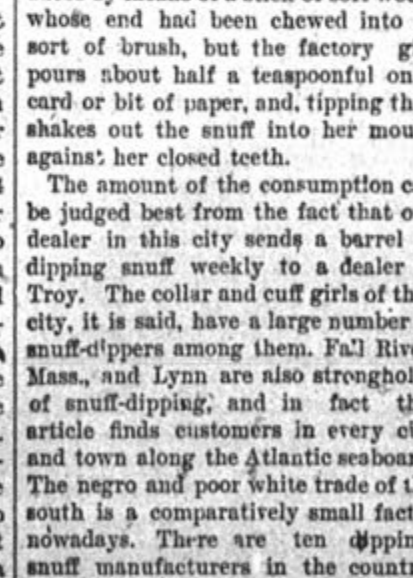 whose end had been chewed into
sort of brush, but the factory g
pours about half a teaspoonful on
card or bit of paper, and, tipping th
shakes out the snuff into her mou
against her closed teeth.
The amount of the consumption c
be judged best from the fact that o
dealer in this city sends a barrel
dipping snuff weekly to a dealer
Troy. The collar and cuff girls of th
city, it is said, have a large number
snuff-dippers among them. Fall Rive
Mass., and Lynn are also stronghol
of snuff-dipping, and in fact th
article finds customers in every ci
and town along the Atlantic seaboar
The negro and poor white trade of t
south is a comparatively small fact
nowadays. There are ten dippin
snuff manufacturers in the countr